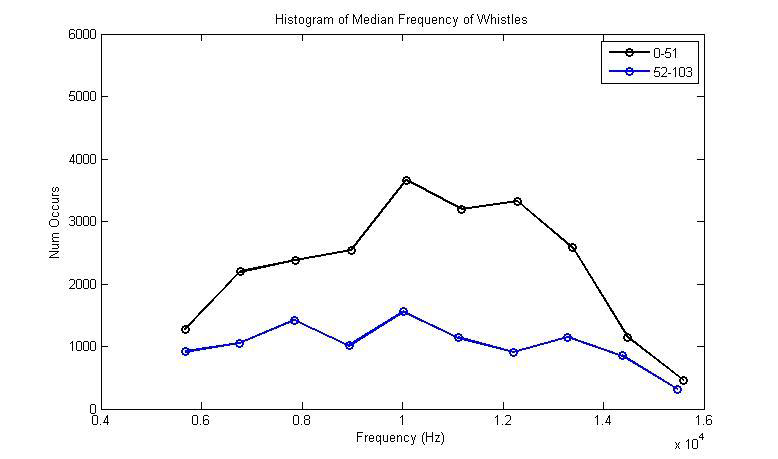 Histogram of Median Frequency of Whistles
6000
5000
4000
3000
2000
1000
0
Num Occurs
0-51
52-103
0.4 0.6 0.8 1 1.2 1.4 1.6
Frequency (Hz)
x 10^4